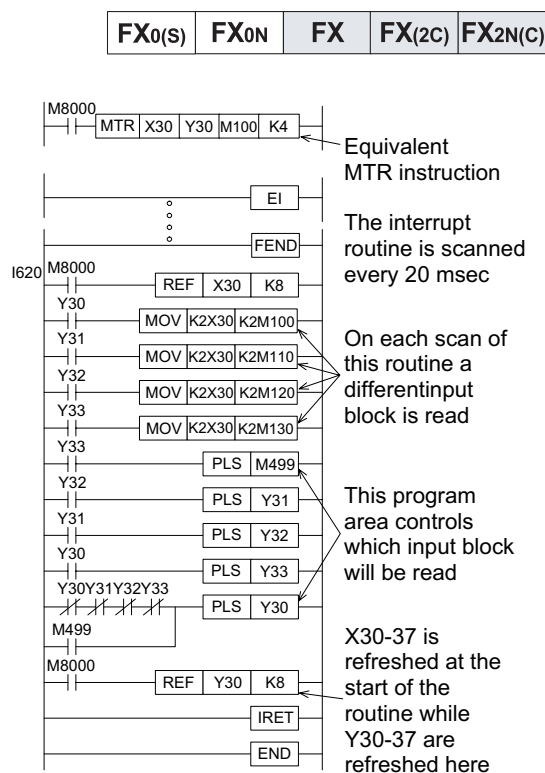 FX0(S) FX0N FX FX(2C) FX2N(C)
M8000
MTR X30 Y30 M100 K4
Equivalent
MTR instruction
EI
The interrupt
routine is scanned
every 20 msec
FEND
I620 M8000
REF X30 K8
Y30
MOV K2X30 K2M100
Y31
MOV K2X30 K2M110
Y32
MOV K2X30 K2M120
Y33
MOV K2X30 K2M130
On each scan of
this routine a
differentinput
block is read
Y33
PLS M499
Y32
PLS Y31
Y31
PLS Y32
Y30
PLS Y33
Y30Y31Y32Y33
PLS Y30
M499
This program
area controls
which input block
will be read
M8000
REF Y30 K8
IRET
END
X30-37 is
refreshed at the
start of the
routine while
Y30-37 are
refreshed here